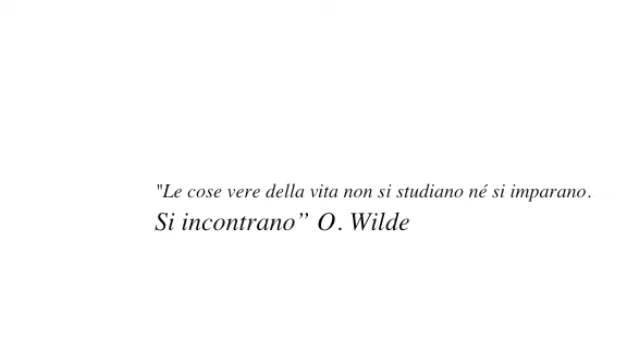 "Le cose vere della vita non si studiano né si imparano.
Si incontrano” O. Wilde